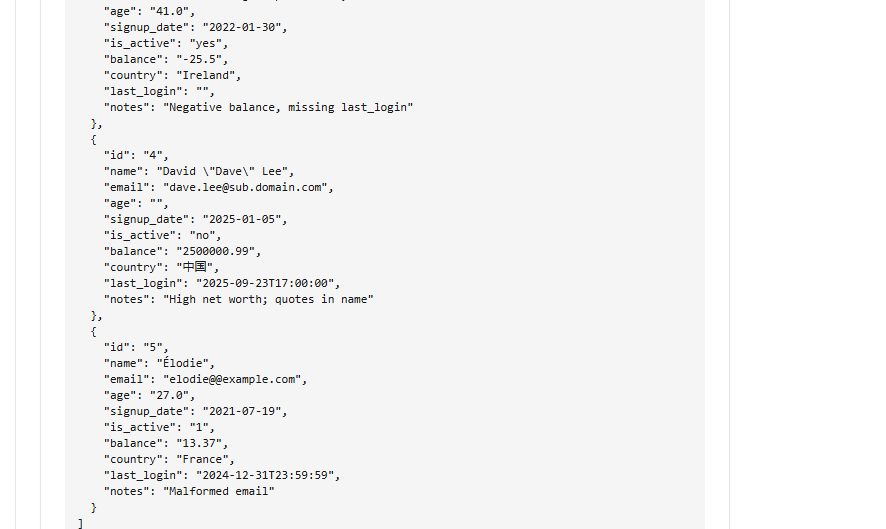 "age": "41.0",
"signup_date": "2022-01-30",
"is_active": "yes",
"balance": "-25.5",
"country": "Ireland",
"last_login": "",
"notes": "Negative balance, missing last_login"
},
{
"id": "4",
"name": "David \"Dave\" Lee",
"email": "dave.lee@sub.domain.com",
"age": "",
"signup_date": "2025-01-05",
"is_active": "no",
"balance": "2500000.99",
"country": "中国",
"last_login": "2025-09-23T17:00:00",
"notes": "High net worth; quotes in name"
},
{
"id": "5",
"name": "Élodie",
"email": "elodie@@example.com",
"age": "27.0",
"signup_date": "2021-07-19",
"is_active": "1",
"balance": "13.37",
"country": "France",
"last_login": "2024-12-31T23:59:59",
"notes": "Malformed email"
}
]